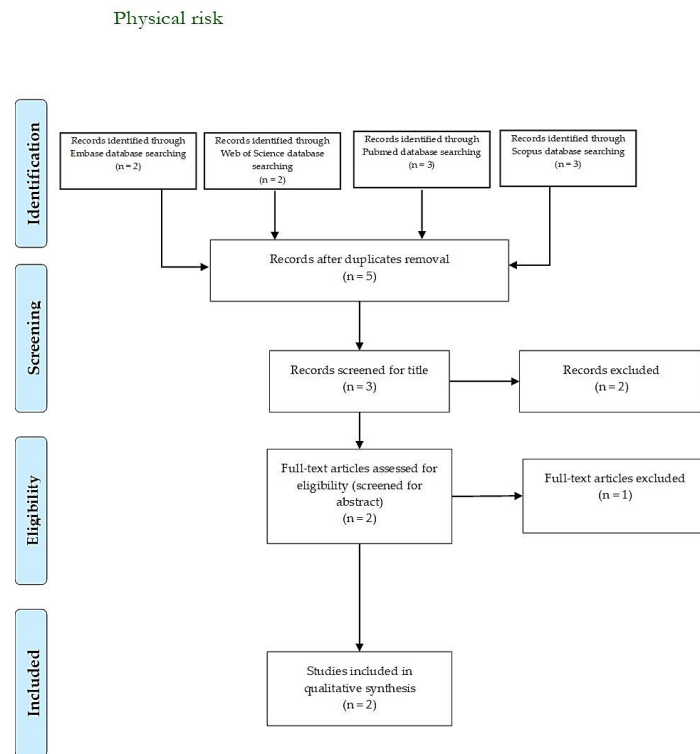 Physical risk
Identification
Records identified through
Embase database searching
(n = 2)
Records identified through
Web of Science database
searching
(n = 2)
Records identified through
Pubmed database searching
(n = 3)
Records identified through
Scopus database searching
(n = 3)
Records after duplicates removal
(n = 5)
Screening
Records screened for title
(n = 3)
Records excluded
(n = 2)
Eligibility
Full-text articles assessed for
eligibility (screened for
abstract)
(n = 2)
Full-text articles excluded
(n = 1)
Included
Studies included in
qualitative synthesis
(n = 2)